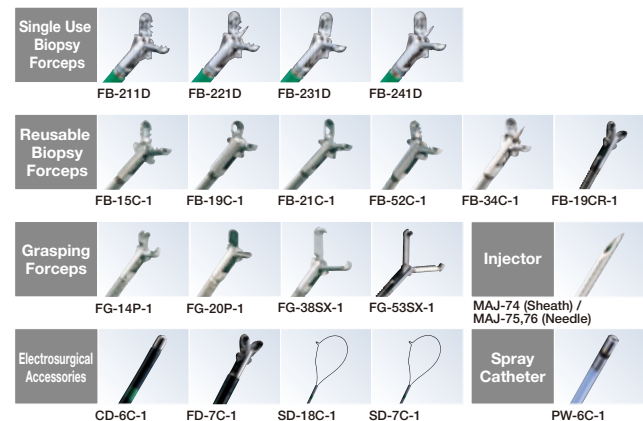 Single Use
Biopsy
Forceps
FB-211D
FB-221D
FB-231D
FB-241D
Reusable
Biopsy
Forceps
FB-15C-1
FB-19C-1
FB-21C-1
FB-52C-1
FB-34C-1
FB-19CR-1
Grasping
Forceps
FG-14P-1
FG-20P-1
FG-38SX-1
FG-53SX-1
Injector
MAJ-74 (Sheath) /
MAJ-75,76 (Needle)
Electrosurgical
Accessories
CD-6C-1
FD-7C-1
SD-18C-1
SD-7C-1
Spray
Catheter
PW-6C-1